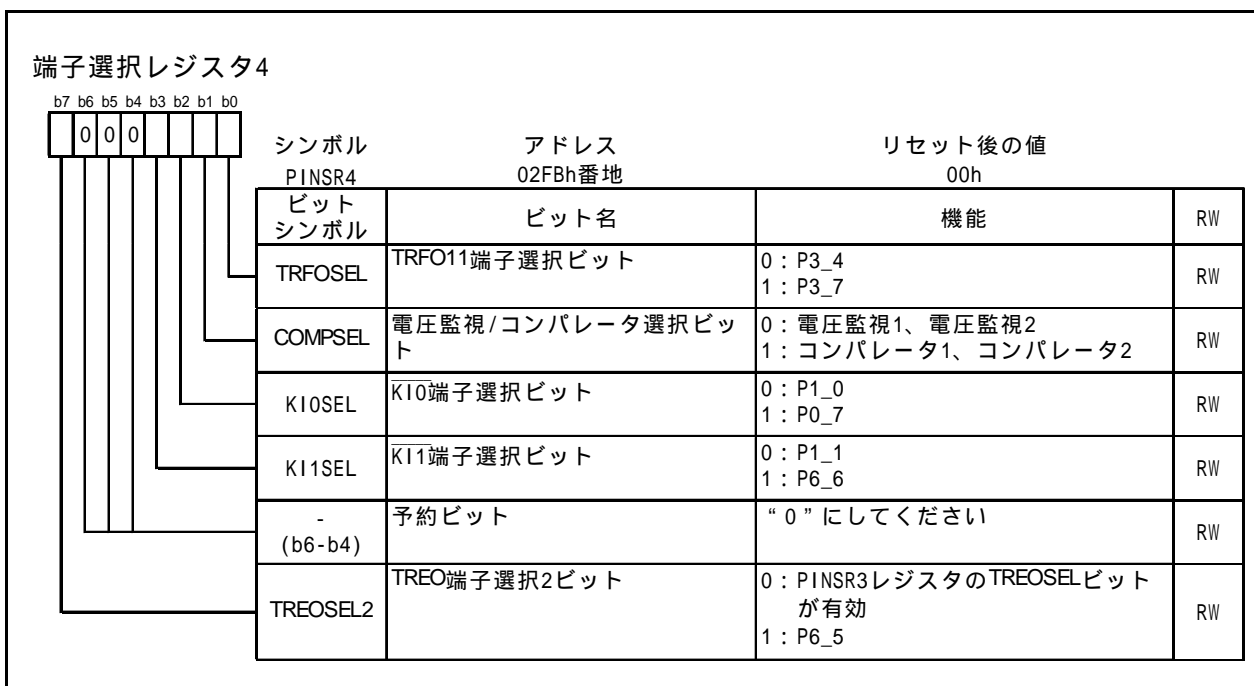 端子選択レジスタ4
b7 b6 b5 b4 b3 b2 b1 b0
0 0 0
シンボル アドレス リセット後の値
PINSR4 02FBh番地 00h
ビット
シンボル ビット名 機能 RW
TRFOSEL TRFO11端子選択ビット 0：P3_4
1：P3_7 RW
COMPSEL 電圧監視/コンパレータ選択ビッ
ト 0：電圧監視1、電圧監視2
1：コンパレータ1、コンパレータ2 RW
KI0SEL K̅I̅0̅端子選択ビット 0：P1_0
1：P0_7 RW
KI1SEL K̅I̅1̅端子選択ビット 0：P1_1
1：P6_6 RW
-
(b6-b4) 予約ビット “0”にしてください RW
TREOSEL2 TREO端子選択2ビット 0：PINSR3レジスタのTREOSELビット
が有効
1：P6_5 RW